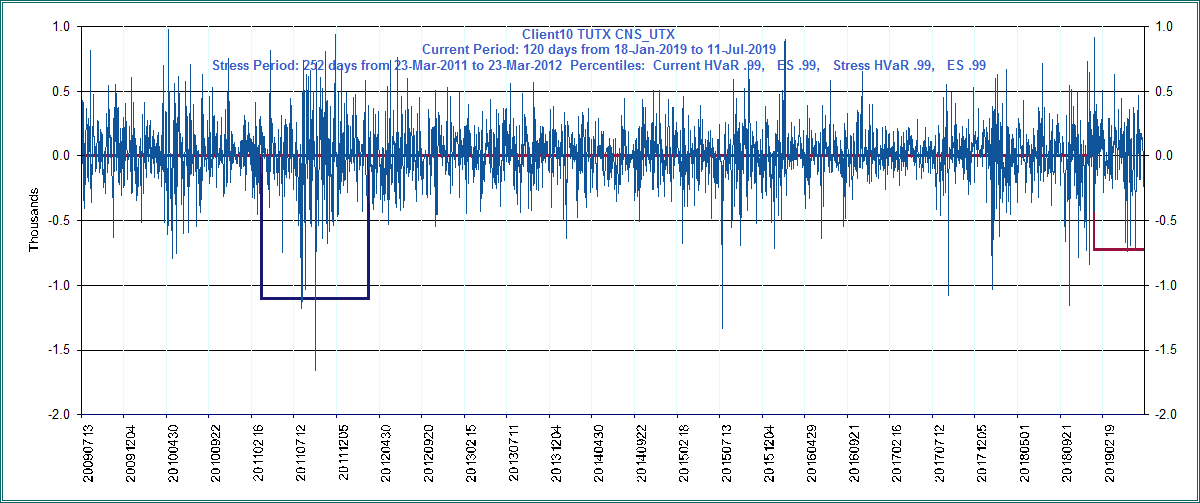 Client10 TUTX CNS_UTX
Current Period: 120 days from 18-Jan-2019 to 11-Jul-2019
Stress Period: 252 days from 23-Mar-2011 to 23-Mar-2012 Percentiles: Current HVaR .99, ES .99, Stress HVaR .99, ES .99
1.0 1.0
0.5 0.5
0.0 0.0
-0.5 -0.5
-1.0 -1.0
-1.5 -1.5
-2.0 -2.0
Thousands
20090713 20091204 20100430 20100922 20110216 20110712 20111205 20120430 20120920 20130215 20130711 20131204 20140430 20140922 20150218 20150713 20151204 20160429 20160921 20170216 20170712 20171205 20180501 20180921 20190219